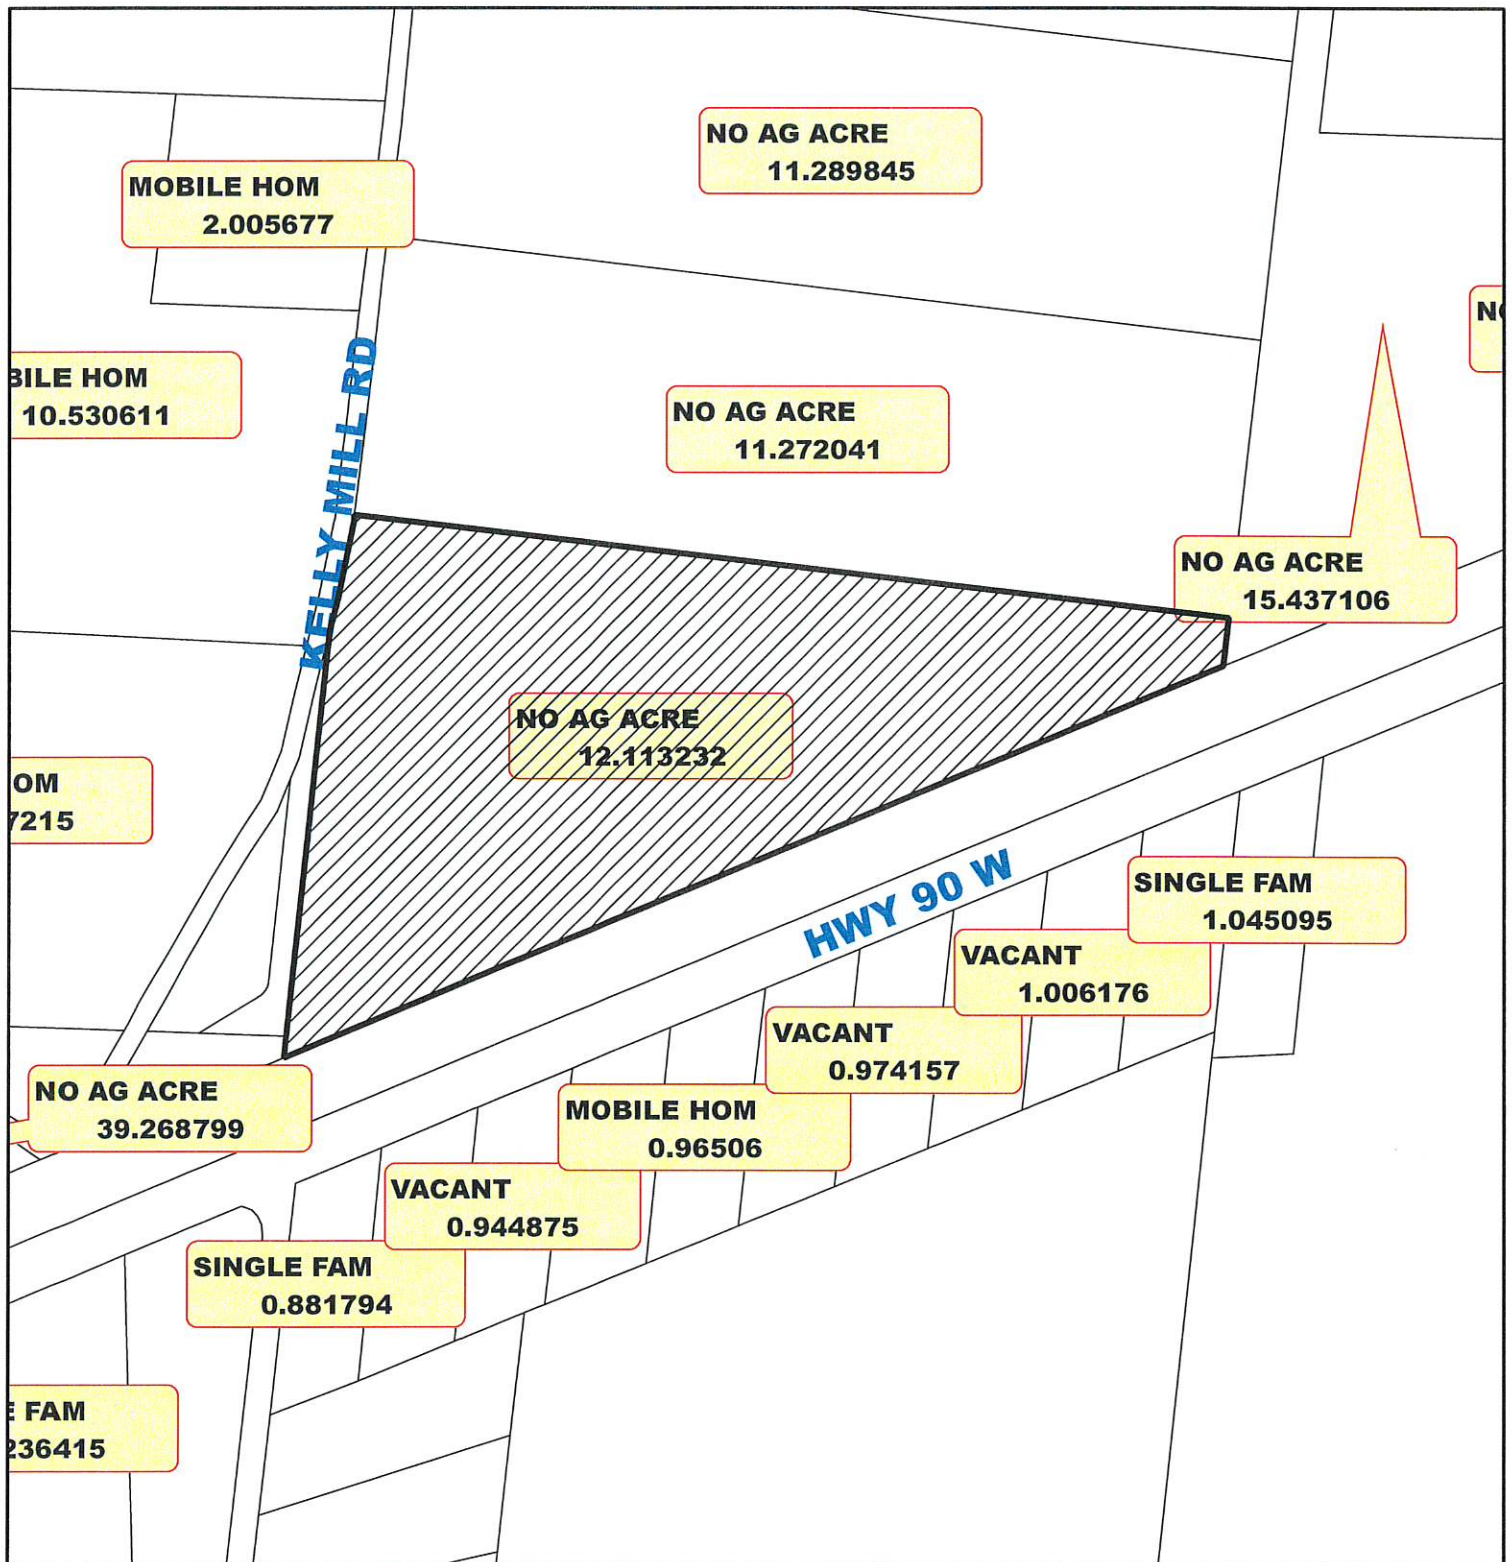 NO AG ACRE
11.289845
MOBILE HOM
2.005677
BILE HOM
10.530611
KELLY MILL RD
NO AG ACRE
11.272041
NO AG ACRE
15.437106
NO AG ACRE
12.113232
OM
7215
HWY 90 W
SINGLE FAM
1.045095
VACANT
1.006176
VACANT
0.974157
MOBILE HOM
0.96506
NO AG ACRE
39.268799
VACANT
0.944875
SINGLE FAM
0.881794
E FAM
236415